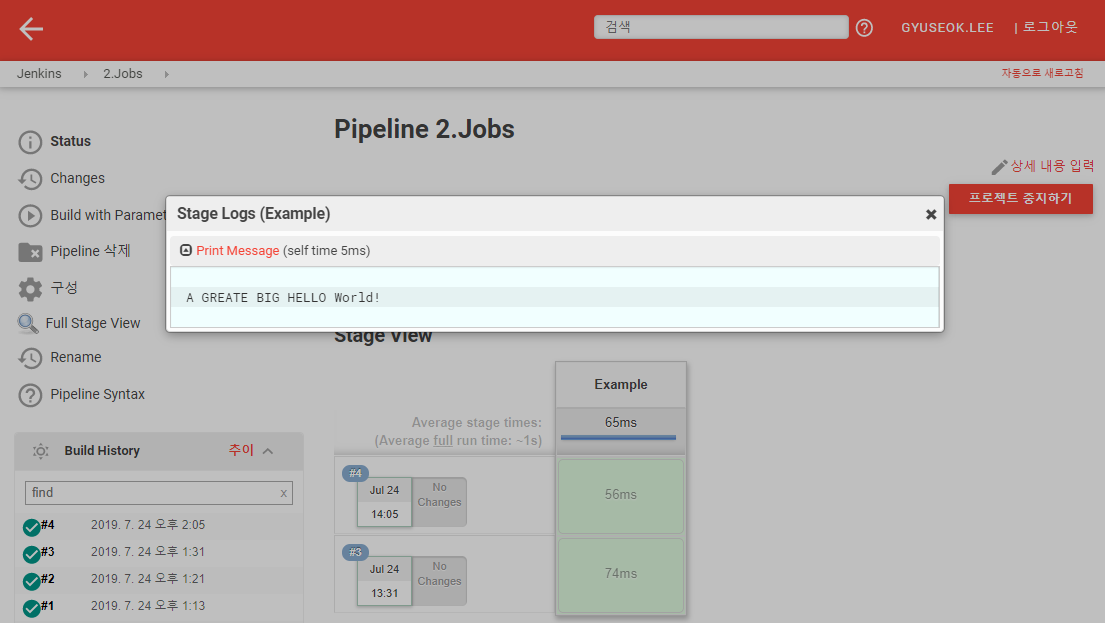 검색
GYUSEOK.LEE
| 로그아웃
Jenkins
2.Jobs
자동으로 새로고침
Status
Changes
Build with Paramet
Pipeline 삭제
구성
Full Stage View
Rename
Pipeline Syntax
Pipeline 2.Jobs
상세 내용 입력
프로젝트 중지하기
Stage Logs (Example)
Print Message (self time 5ms)
A GREATE BIG HELLO World!
Stage View
Example
Average stage times:
(Average full run time: ~1s)
65ms
#4
Jul 24
14:05
No
Changes
56ms
#3
Jul 24
13:31
No
Changes
74ms
Build History
추이
find
x
#4 2019. 7. 24 오후 2:05
#3 2019. 7. 24 오후 1:31
#2 2019. 7. 24 오후 1:21
#1 2019. 7. 24 오후 1:13